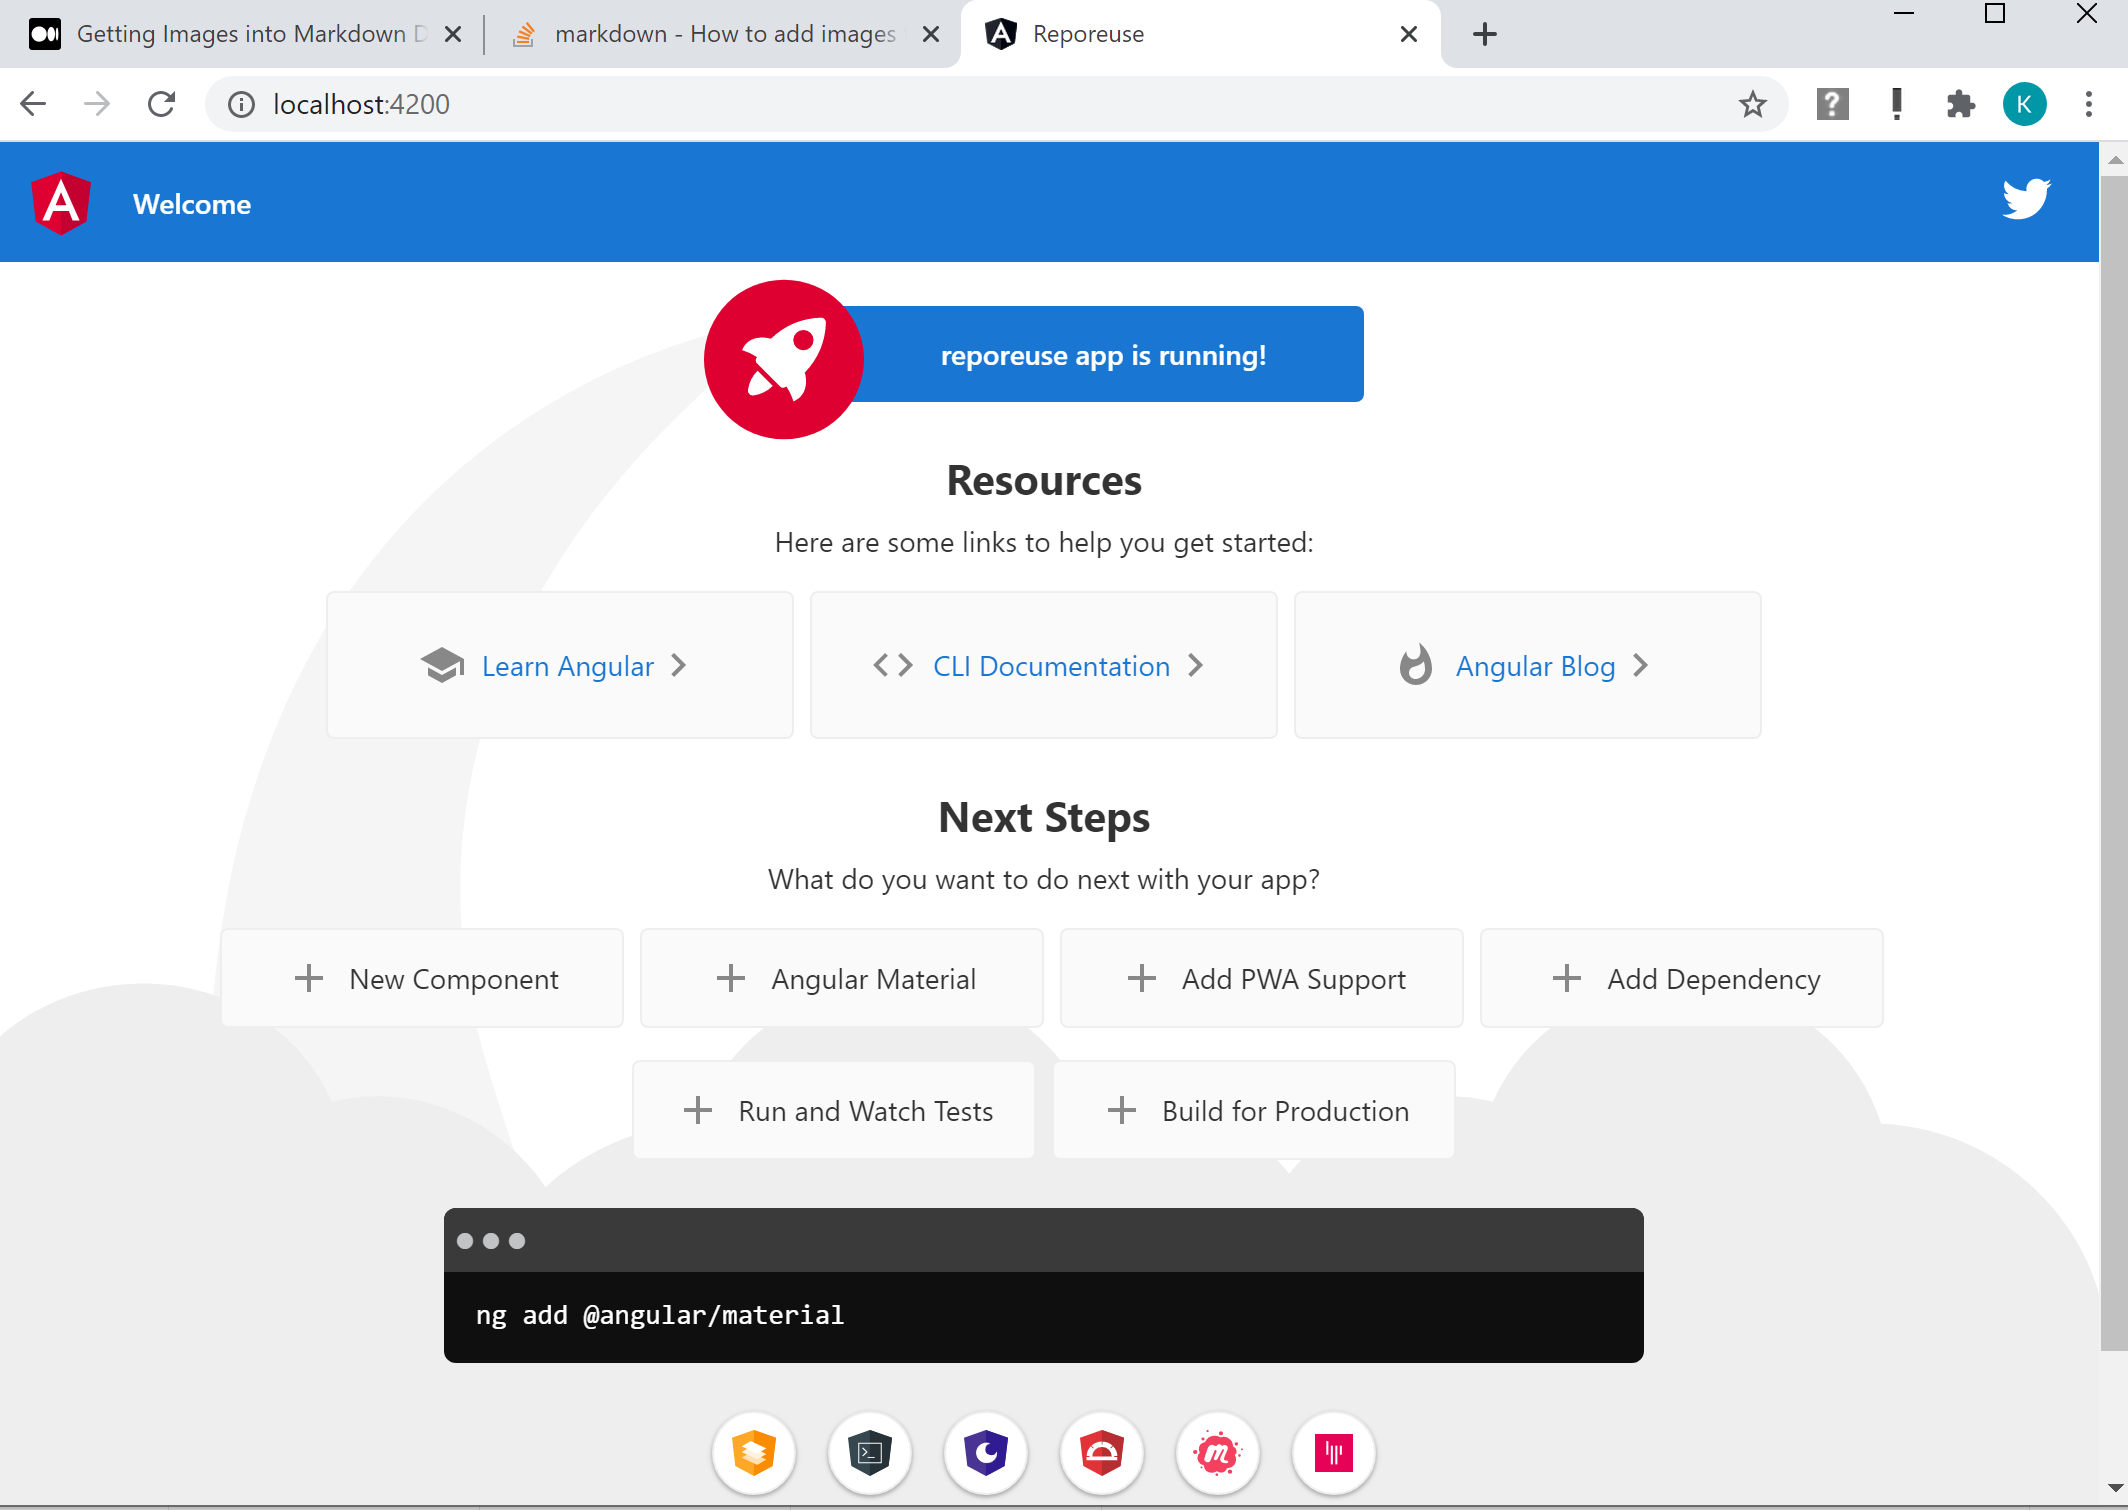 Getting Images into Markdown D
markdown - How to add images
Reporeuse
localhost:4200
K
Welcome
reporeuse app is running!
Resources
Here are some links to help you get started:
Learn Angular
CLI Documentation
Angular Blog
Next Steps
What do you want to do next with your app?
New Component
Angular Material
Add PWA Support
Add Dependency
Run and Watch Tests
Build for Production
ng add @angular/material